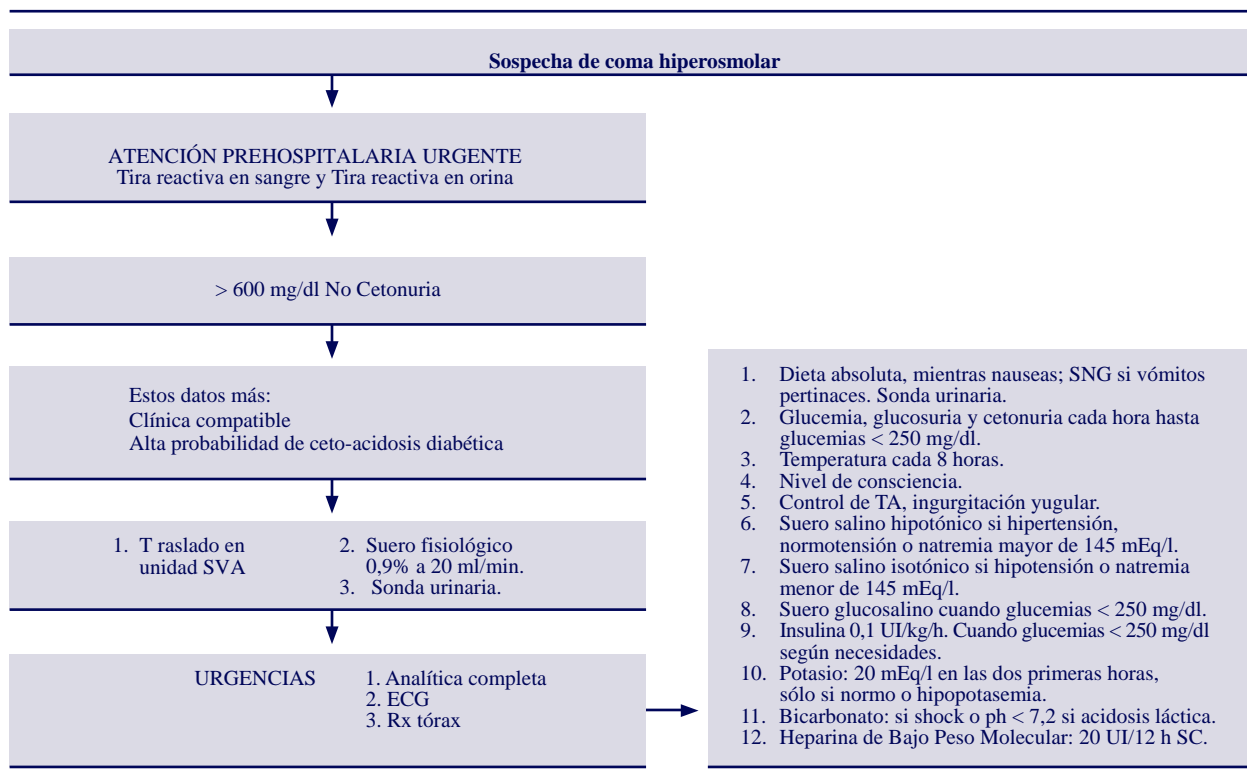 Sospecha de coma hiperosmolar
ATENCIÓN PREHOSPITALARIA URGENTE
Tira reactiva en sangre y Tira reactiva en orina
> 600 mg/dl No Cetonuria
Estos datos más:
Clínica compatible
Alta probabilidad de ceto-acidosis diabética
1. T raslado en
unidad SVA
2. Suero fisiológico
0,9% a 20 ml/min.
3. Sonda urinaria.
URGENCIAS
1. Analítica completa
2. ECG
3. Rx tórax
1. Dieta absoluta, mientras nauseas; SNG si vómitos
pertinaces. Sonda urinaria.
2. Glucemia, glucosuria y cetonuria cada hora hasta
glucemias < 250 mg/dl.
3. Temperatura cada 8 horas.
4. Nivel de consciencia.
5. Control de TA, ingurgitación yugular.
6. Suero salino hipotónico si hipertensión,
normotensión o natremia mayor de 145 mEq/l.
7. Suero salino isotónico si hipotensión o natremia
menor de 145 mEq/l.
8. Suero glucosalino cuando glucemias < 250 mg/dl.
9. Insulina 0,1 UI/kg/h. Cuando glucemias < 250 mg/dl
según necesidades.
10. Potasio: 20 mEq/l en las dos primeras horas,
sólo si normo o hipopotasemia.
11. Bicarbonato: si shock o ph < 7,2 si acidosis láctica.
12. Heparina de Bajo Peso Molecular: 20 UI/12 h SC.